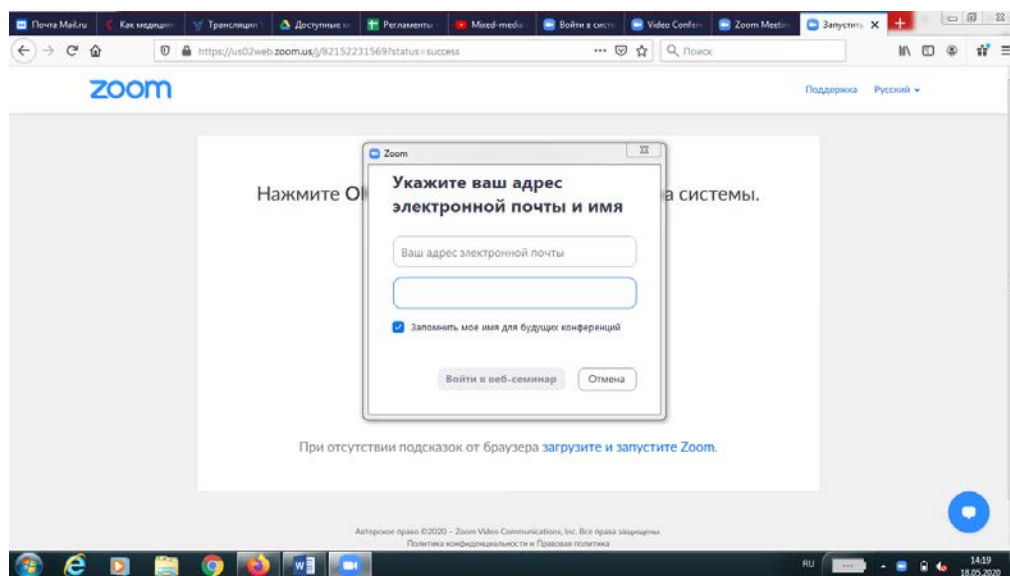 Почта Mail.ru
Как медицин
Трансляция
Доступные
Регламенты
Mixed-media
Войти в систе
Video Confer
Zoom Meetin
Запустить
https://us02web.zoom.us/j/82152231569?status=success
Поиск
zoom
Поддержка
Русский
Zoom
Нажмите
а системы.
Укажите ваш адрес
электронной почты и имя
Ваш адрес электронной почты
Запомнить мое имя для будущих конференций
Войти в веб-семинар
Отмена
При отсутствии подсказок от браузера загрузите и запустите Zoom.
Авторское право ©2020 – Zoom Video Communications, Inc. Все права защищены.
Политика конфиденциальности и Правовая политика
RU
14:19
18.05.2020